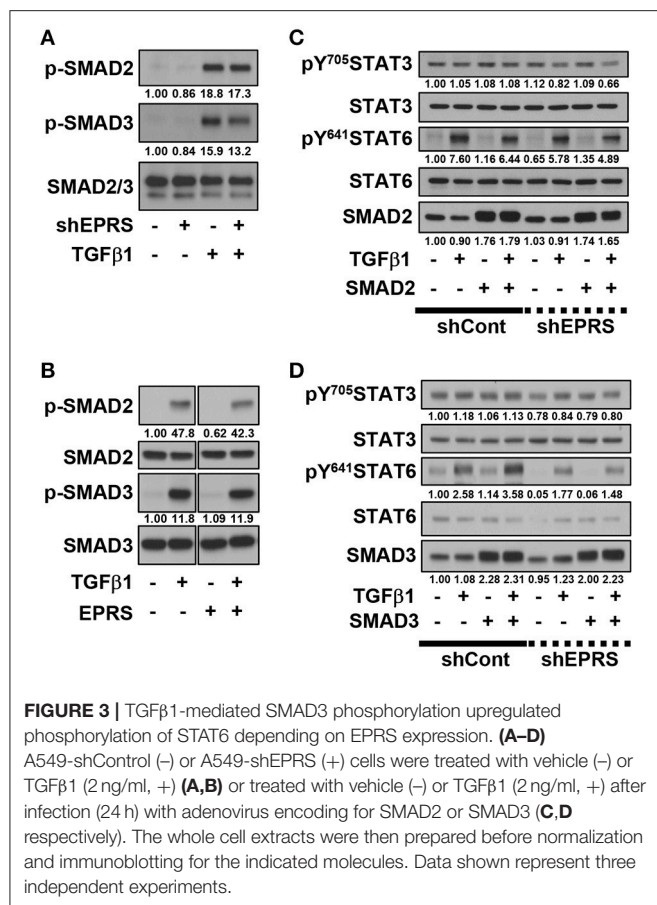 A
p-SMAD2
1.00 0.86 18.8 17.3
p-SMAD3
1.00 0.84 15.9 13.2
SMAD2/3
shEPRS - + - +
TGFβ1 - - + +
B
p-SMAD2
1.00 47.8 0.62 42.3
SMAD2
p-SMAD3
1.00 11.8 1.09 11.9
SMAD3
TGFβ1 - + - +
EPRS - - + +
C
pY⁷⁰⁵STAT3
1.00 1.05 1.08 1.08 1.12 0.82 1.09 0.66
STAT3
pY⁶⁴¹STAT6
1.00 7.60 1.16 6.44 0.65 5.78 1.35 4.89
STAT6
SMAD2
1.00 0.90 1.76 1.79 1.03 0.91 1.74 1.65
TGFβ1 - + - + - + - +
SMAD2 - - + + - - + +
shCont shEPRS
D
pY⁷⁰⁵STAT3
1.00 1.18 1.06 1.13 0.78 0.84 0.79 0.80
STAT3
pY⁶⁴¹STAT6
1.00 2.58 1.14 3.58 0.05 1.77 0.06 1.48
STAT6
SMAD3
1.00 1.08 2.28 2.31 0.95 1.23 2.00 2.23
TGFβ1 - + - + - + - +
SMAD3 - - + + - - + +
shCont shEPRS
FIGURE 3 | TGFβ1-mediated SMAD3 phosphorylation upregulated
phosphorylation of STAT6 depending on EPRS expression. (A–D)
A549-shControl (–) or A549-shEPRS (+) cells were treated with vehicle (–) or
TGFβ1 (2 ng/ml, +) (A,B) or treated with vehicle (–) or TGFβ1 (2 ng/ml, +) after
infection (24 h) with adenovirus encoding for SMAD2 or SMAD3 (C,D
respectively). The whole cell extracts were then prepared before normalization
and immunoblotting for the indicated molecules. Data shown represent three
independent experiments.